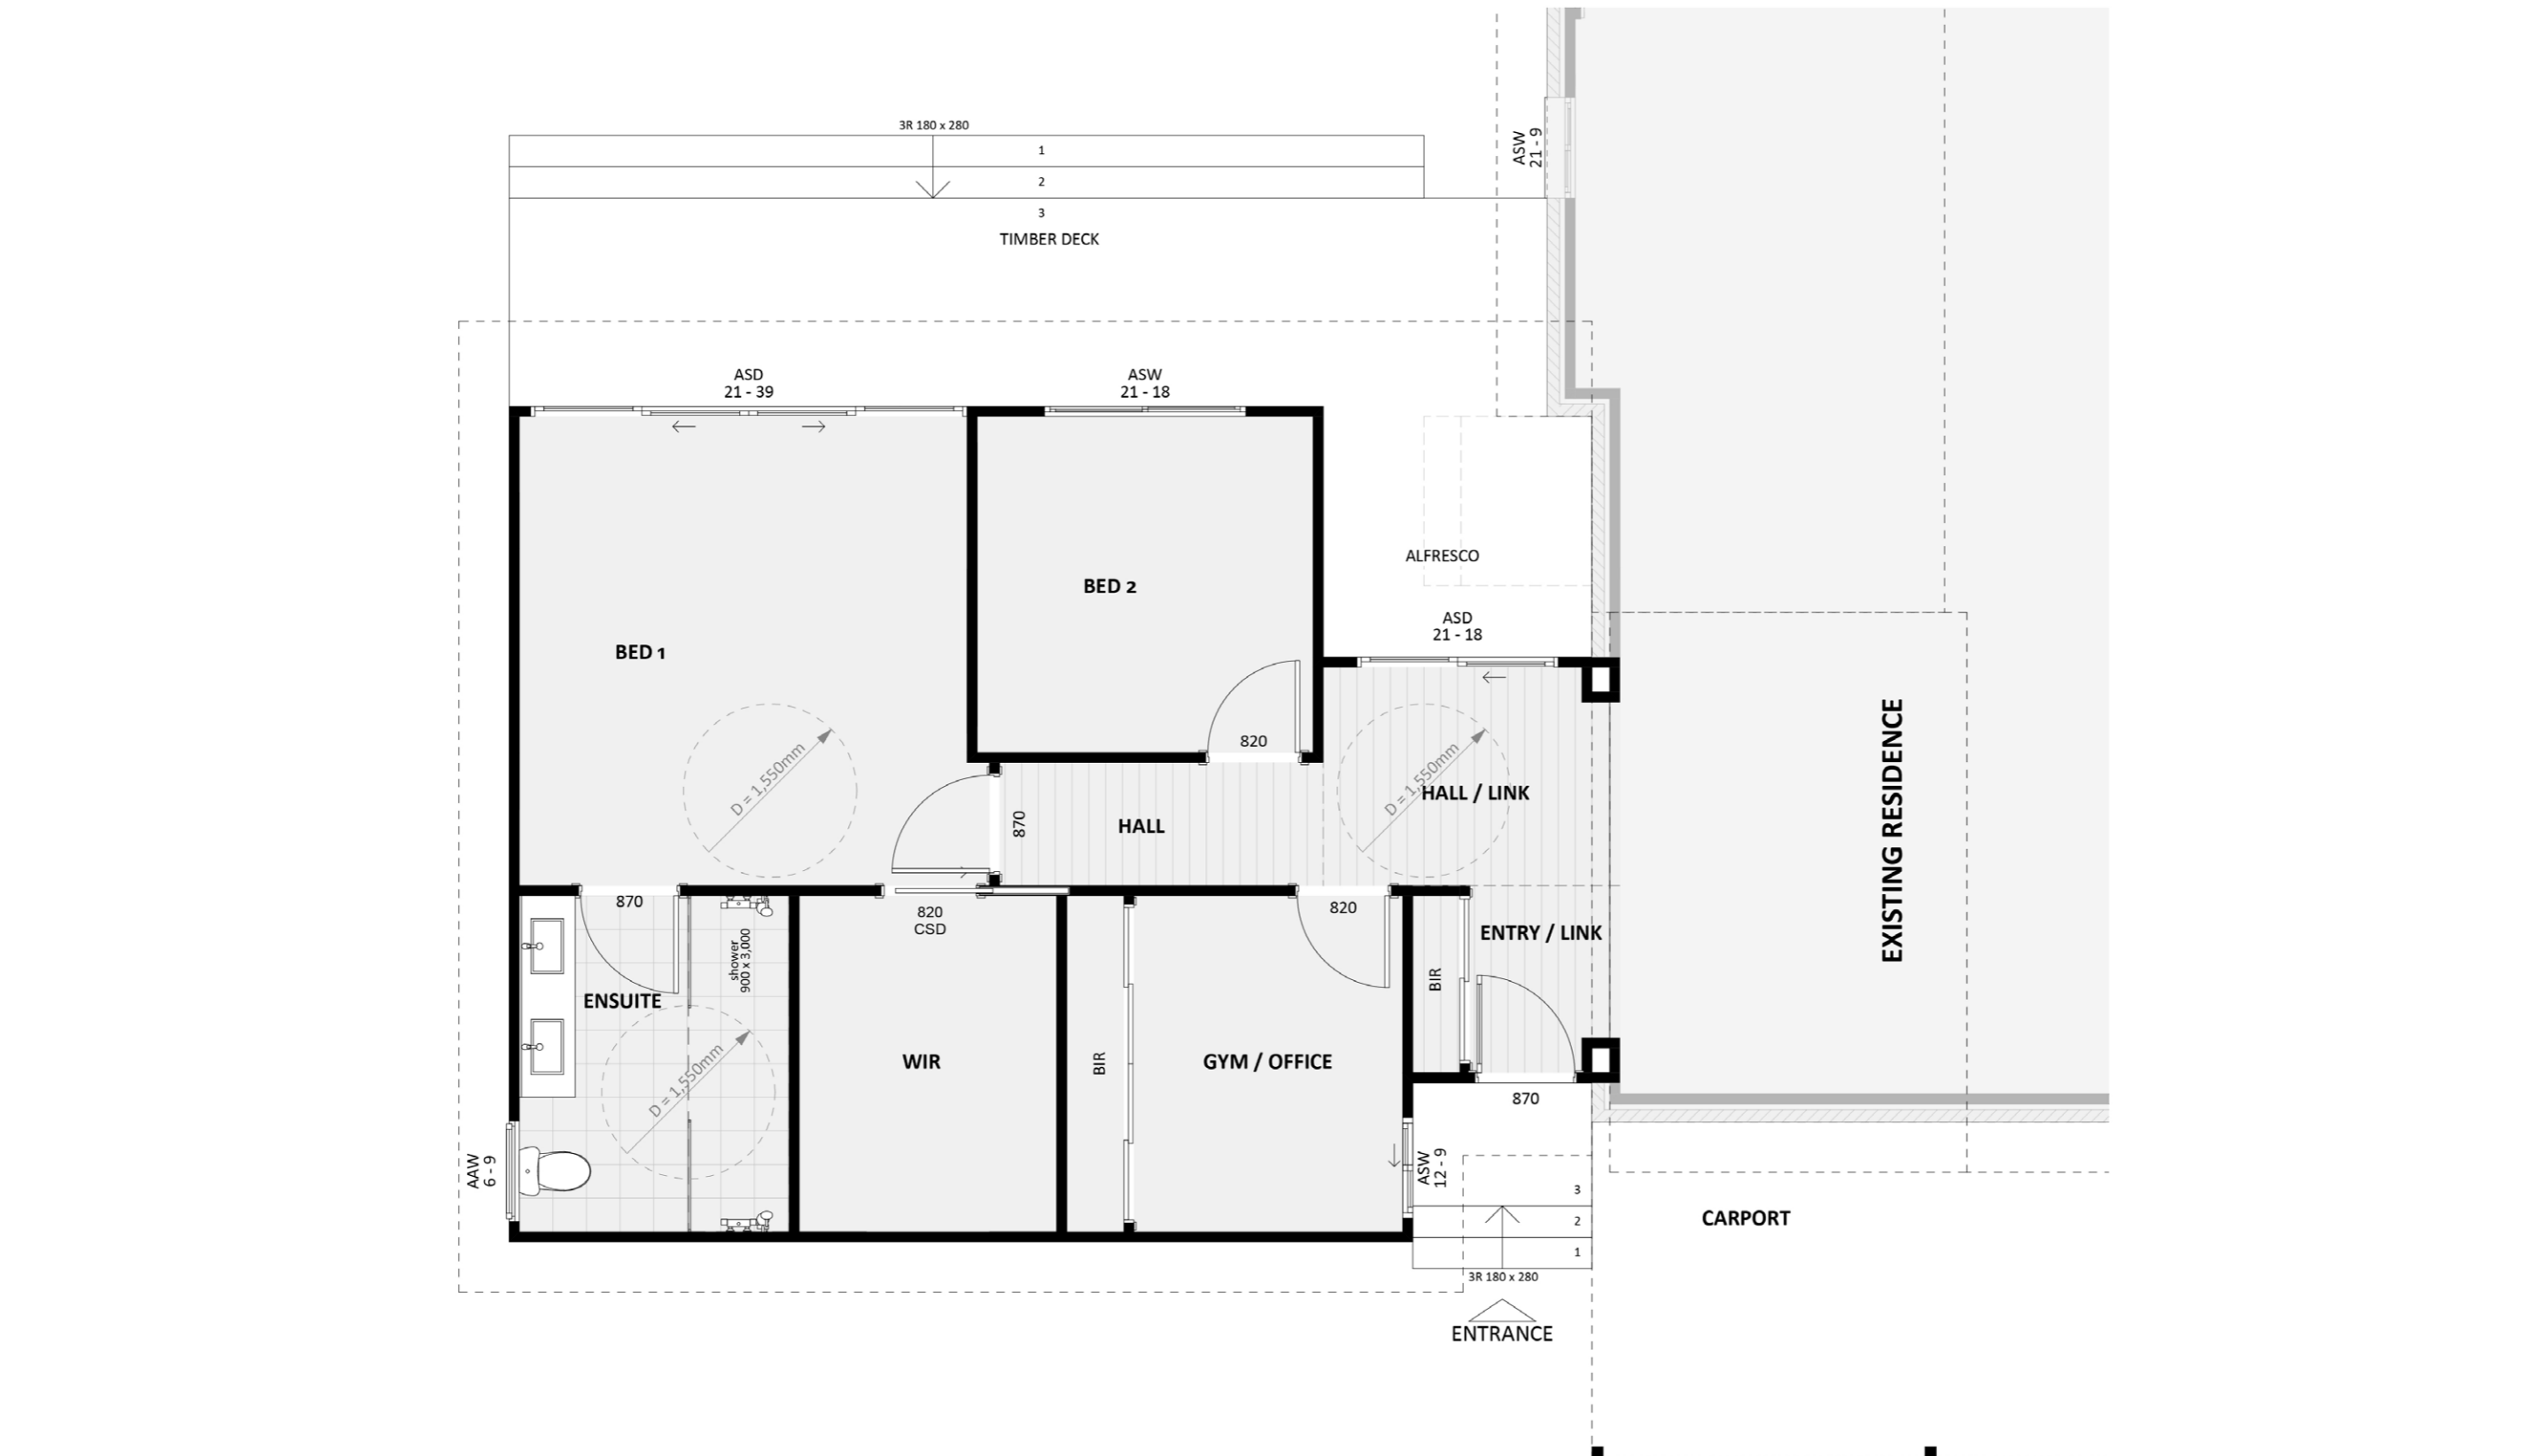 3R 180 x 280
1
2
3
TIMBER DECK
ASW
21 - 9
ASD
21 - 39
ASW
21 - 18
BED 1
BED 2
ALFRESCO
ASD
21 - 18
820
D = 1,550mm
D = 1,550mm
HALL / LINK
HALL
870
EXISTING RESIDENCE
870
820
CSD
820
shower
900 x 3,000
ENTRY / LINK
BIR
ENSUITE
D = 1,550mm
WIR
BIR
GYM / OFFICE
870
AAW
6 - 9
ASW
12 - 9
3
2
1
3R 180 x 280
CARPORT
ENTRANCE